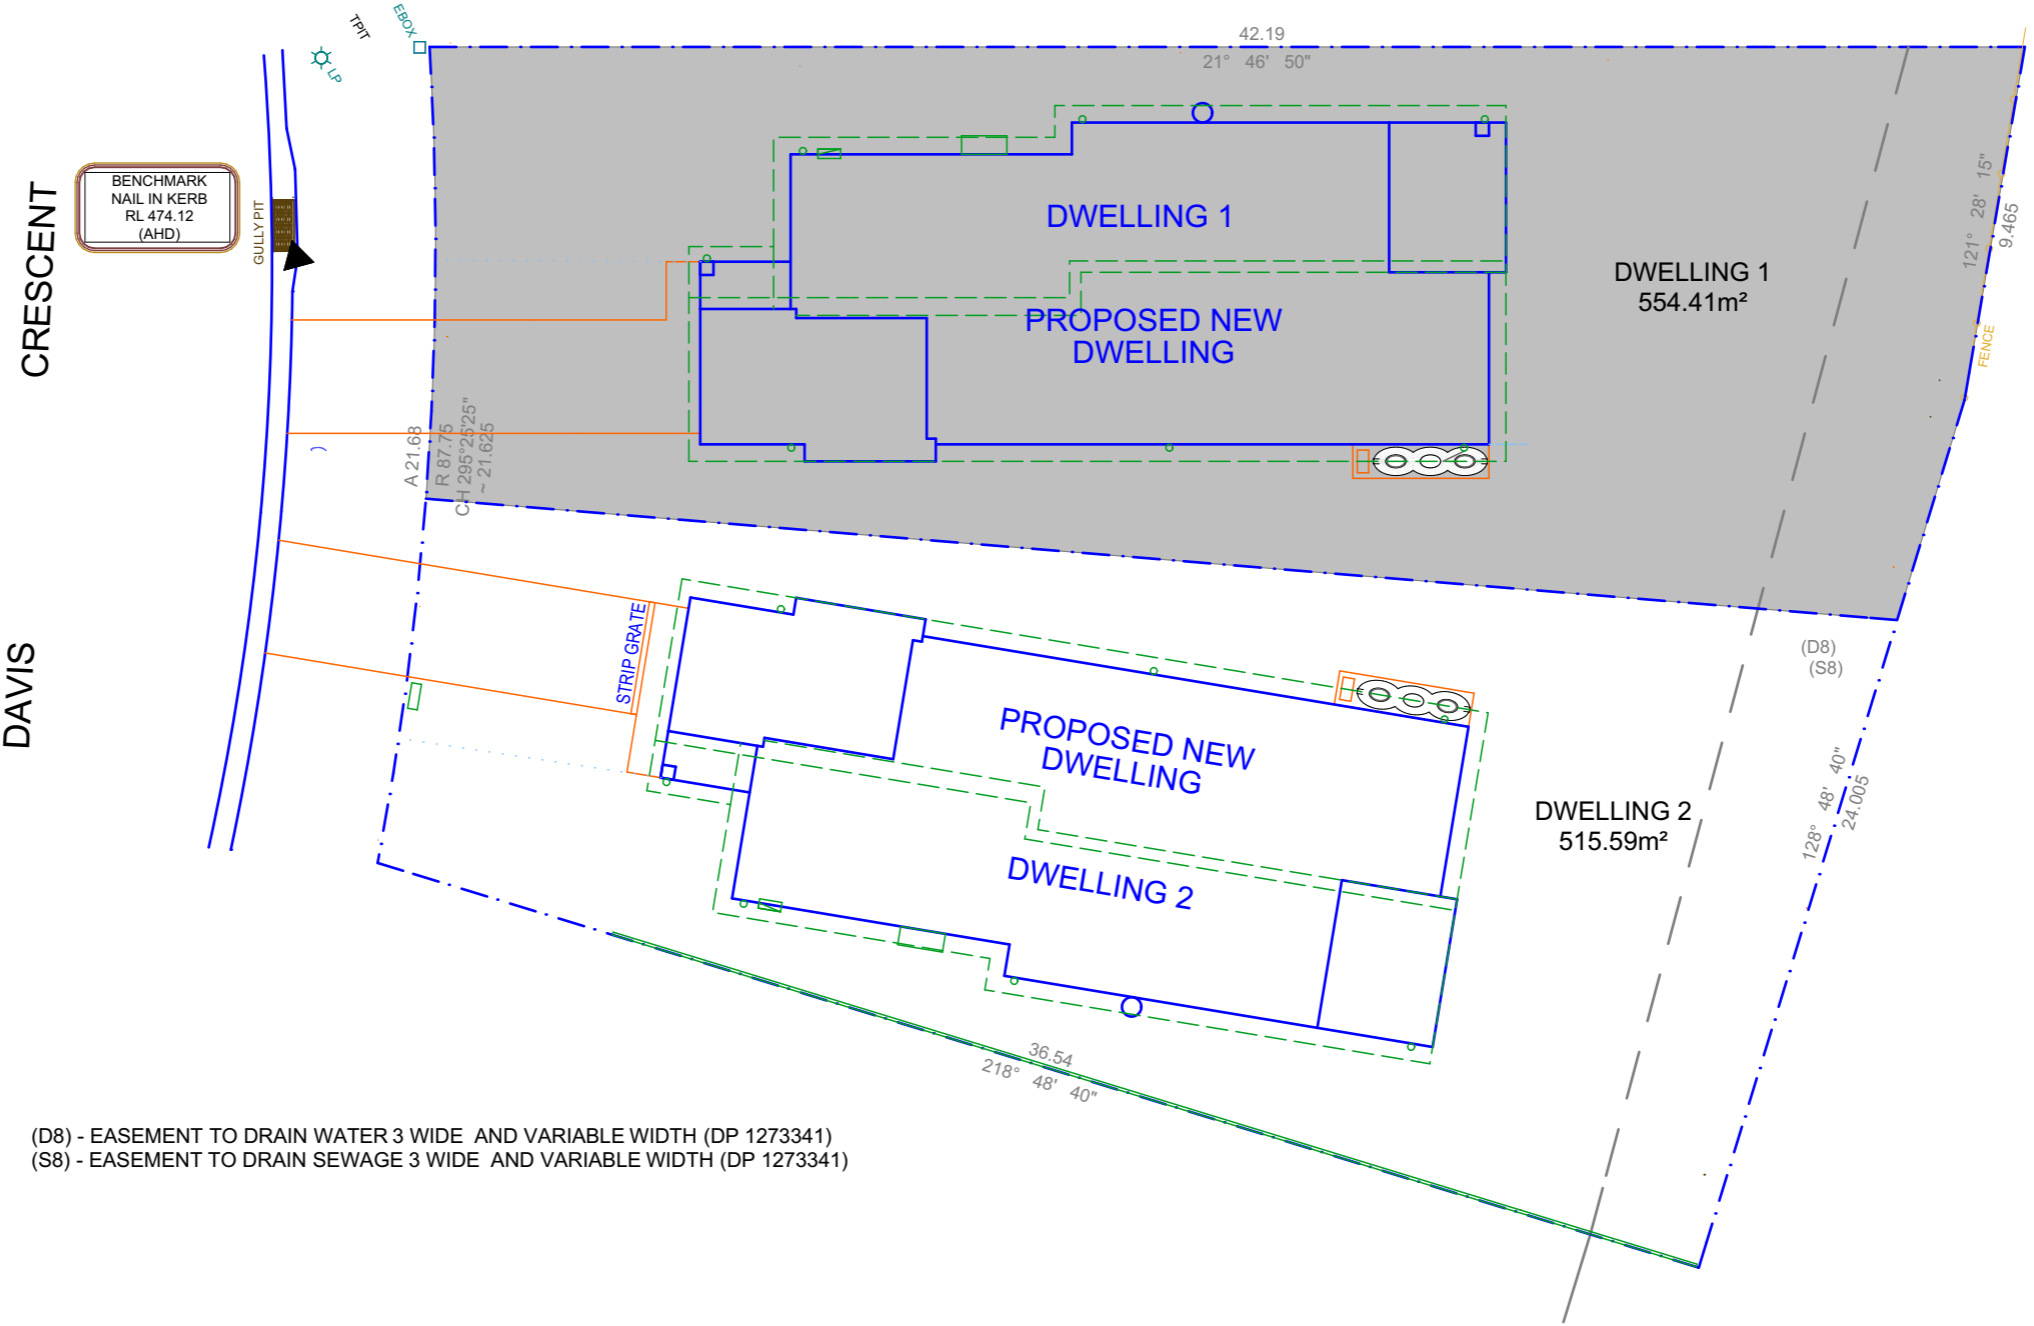 EBOX
TPIT
LP
42.19
21° 46' 50"
BENCHMARK
NAIL IN KERB
RL 474.12
(AHD)
GULLY PIT
CRESCENT
DWELLING 1
PROPOSED NEW
DWELLING
DWELLING 1
554.41m²
121° 28' 15"
9.465
FENCE
A 21.68
R 87.75
CH 295°25'25"
~ 21.625
DAVIS
STRIP GRATE
PROPOSED NEW
DWELLING
DWELLING 2
(D8)
(S8)
DWELLING 2
515.59m²
128° 48' 40"
24.005
36.54
218° 48' 40"
(D8) - EASEMENT TO DRAIN WATER 3 WIDE AND VARIABLE WIDTH (DP 1273341)
(S8) - EASEMENT TO DRAIN SEWAGE 3 WIDE AND VARIABLE WIDTH (DP 1273341)